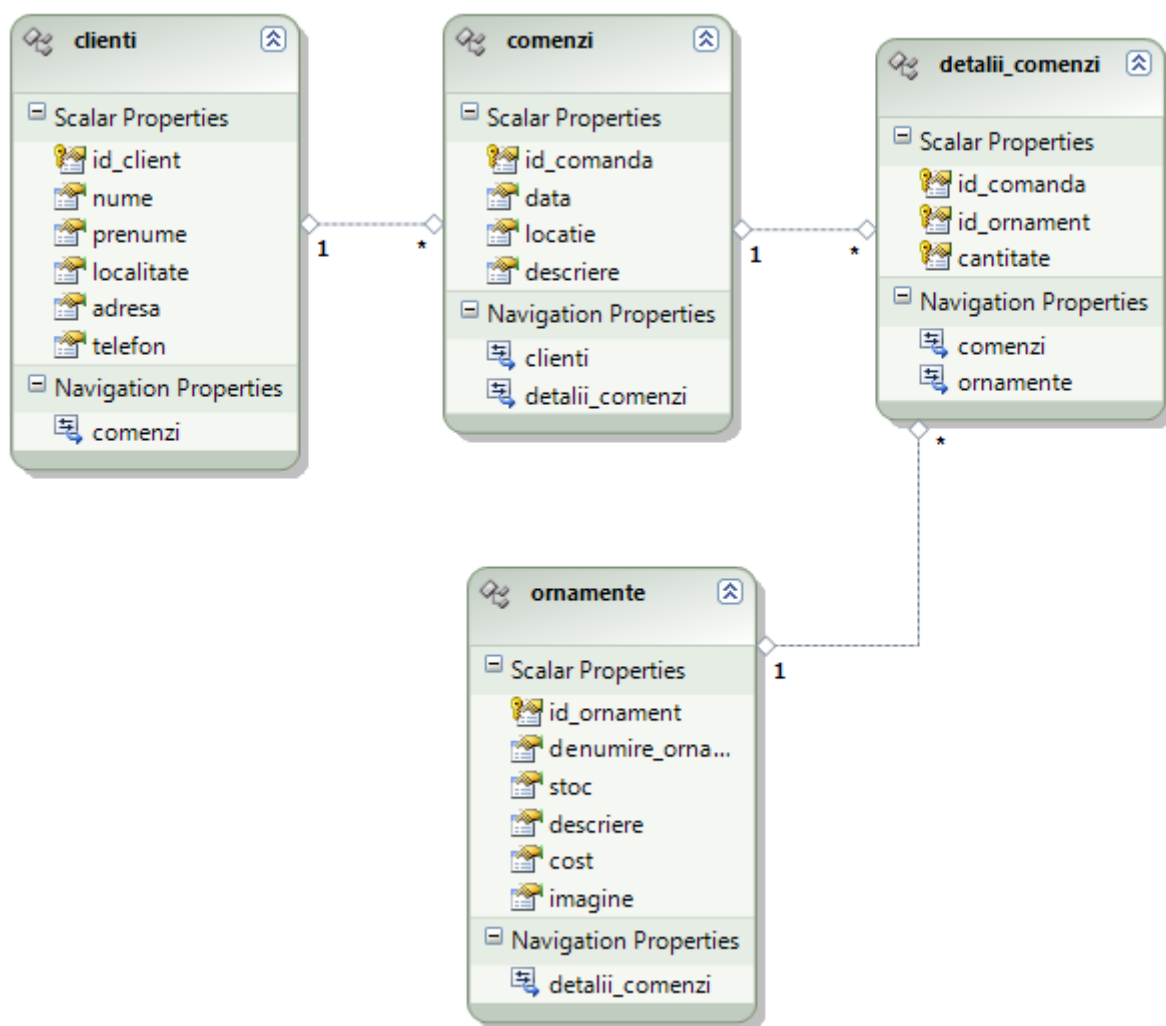 clienti
Scalar Properties
id_client
nume
prenume
localitate
adresa
telefon
Navigation Properties
comenzi
1
*
comenzi
Scalar Properties
id_comanda
data
locatie
descriere
Navigation Properties
clienti
detalii_comenzi
1
*
detalii_comenzi
Scalar Properties
id_comanda
id_ornament
cantitate
Navigation Properties
comenzi
ornamente
*
1
ornamente
Scalar Properties
id_ornament
denumire_orna...
stoc
descriere
cost
imagine
Navigation Properties
detalii_comenzi